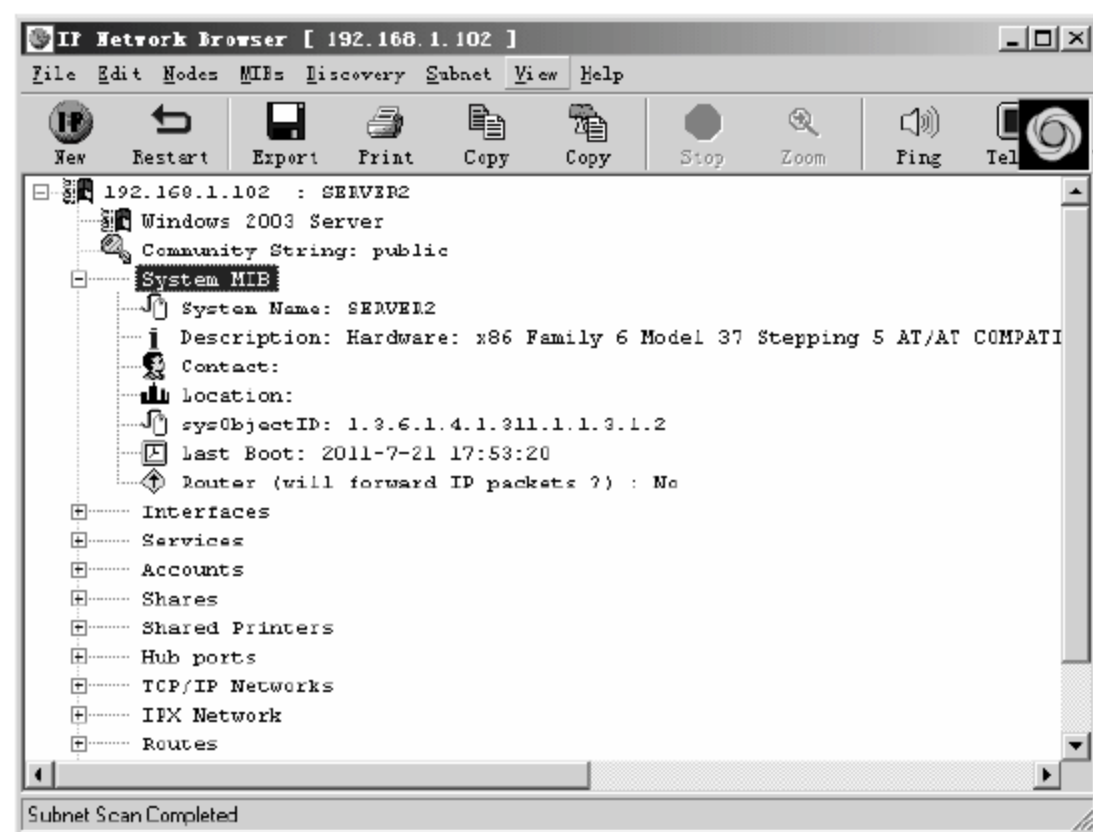 IP Network Browser [ 192.168.1.102 ]
File Edit Nodes MIBs Discovery Subnet View Help
IP
New Restart Export Print Copy Copy Stop Zoom Ping Tel
192.168.1.102 : SERVER2
Windows 2003 Server
Community String: public
System MIB
System Name: SERVER2
Description: Hardware: x86 Family 6 Model 37 Stepping 5 AT/AT COMPATI
Contact:
Location:
sysObjectID: 1.3.6.1.4.1.311.1.1.3.1.2
Last Boot: 2011-7-21 17:53:20
Router (will forward IP packets ?) : No
Interfaces
Services
Accounts
Shares
Shared Printers
Hub ports
TCP/IP Networks
IPX Network
Routes
Subnet Scan Completed